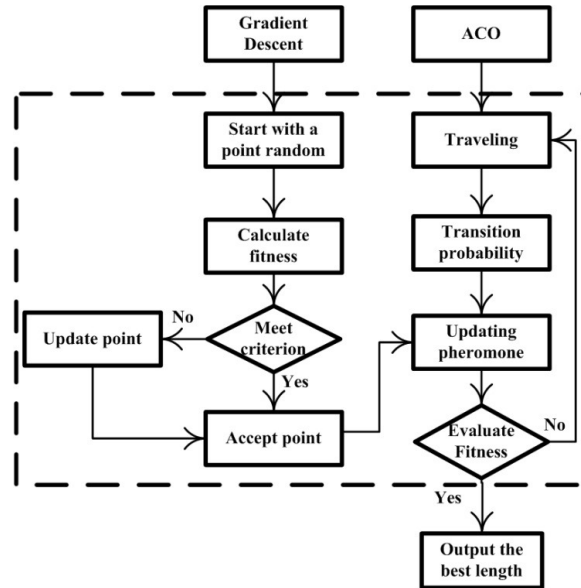 Gradient
Descent
ACO
Start with a
point random
Traveling
Calculate
fitness
Transition
probability
Update point
No
Meet
criterion
Yes
Updating
pheromone
Accept point
Evaluate
Fitness
No
Yes
Output the
best length